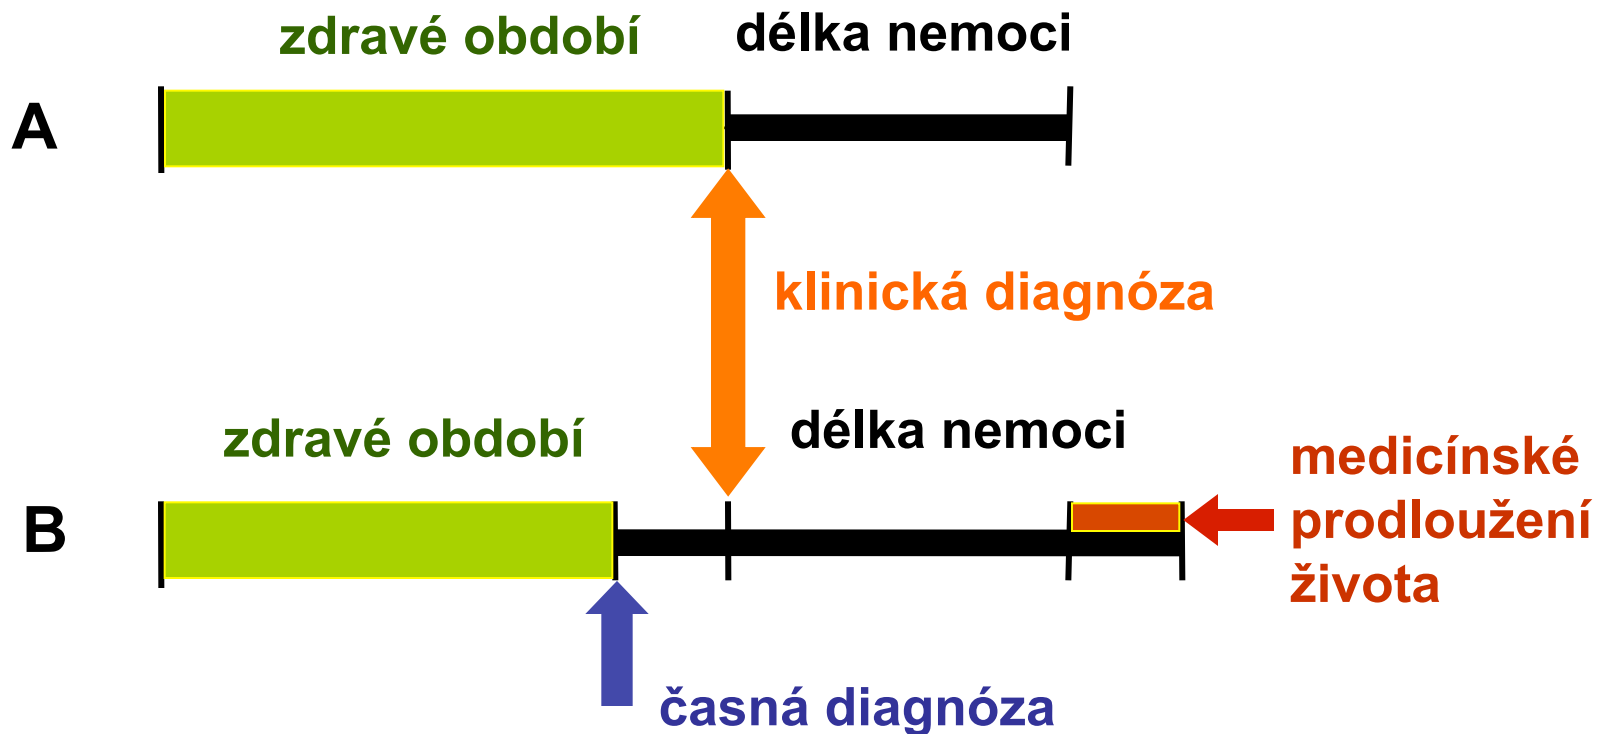 zdravé období
délka nemoci
A
klinická diagnóza
zdravé období
délka nemoci
B
medicínské
prodloužení
života
časná diagnóza